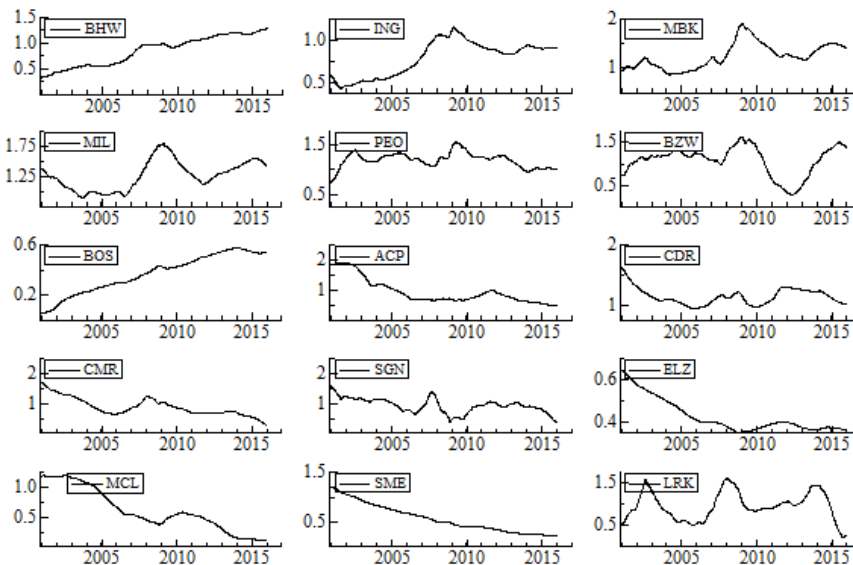 1.5 BHW
1.0
0.5
2005 2010 2015
ING
1.0
0.5
2005 2010 2015
2 MBK
1
2005 2010 2015
1.75 MIL
1.25
2005 2010 2015
1.5 PEO
0.5
2005 2010 2015
1.5 BZW
0.5
2005 2010 2015
0.6 BOS
0.2
2005 2010 2015
2 ACP
1
2005 2010 2015
2 CDR
1
2005 2010 2015
2 CMR
1
2005 2010 2015
2 SGN
1
2005 2010 2015
0.6 ELZ
0.4
2005 2010 2015
1.0 MCL
0.5
2005 2010 2015
1.5 SME
0.5
2005 2010 2015
1.5 LRK
0.5
2005 2010 2015